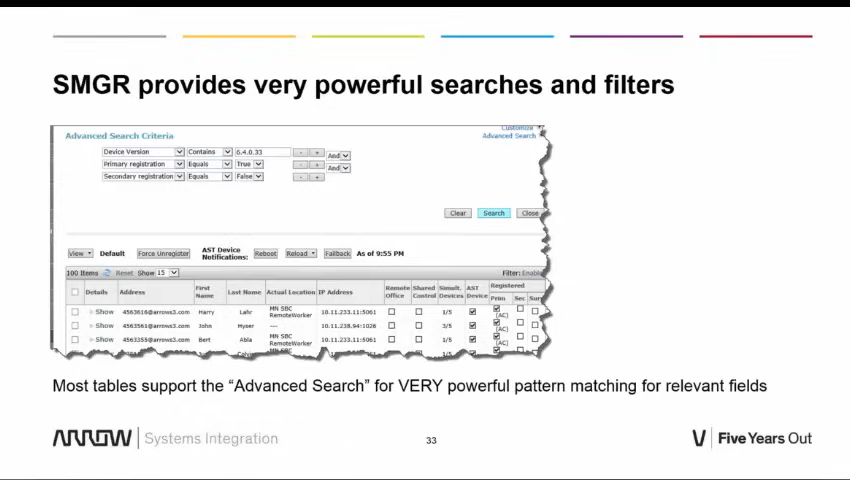 SMGR provides very powerful searches and filters
Customize
Advanced Search Criteria
Advanced Search
Device Version Contains 6.4.0.33 - + And
Primary registration Equals True - + And
Secondary registration Equals False - +
Clear Search Close
View Default Force Unregister AST Device Notifications: Reboot Reload Failback As of 9:55 PM
100 Items Reset Show 15 Filter: Enable
Details Address First Name Last Name Actual Location IP Address Remote Office Shared Control Simult. Devices AST Device Registered
Prim Sec Surv
Show 4563616@arrows3.com Harry Lahr MN SBC RemoteWorker 10.11.233.11:5061 1/5 (AC)
Show 4563561@arrows3.com John Hyser --- 10.11.238.94:1026 3/5 (AC)
Show 4563355@arrows3.com Bert Abla MN SBC RemoteWorker 10.11.233.11:5061 1/5 (AC)
Most tables support the “Advanced Search” for VERY powerful pattern matching for relevant fields
ARROW Systems Integration
33
Five Years Out